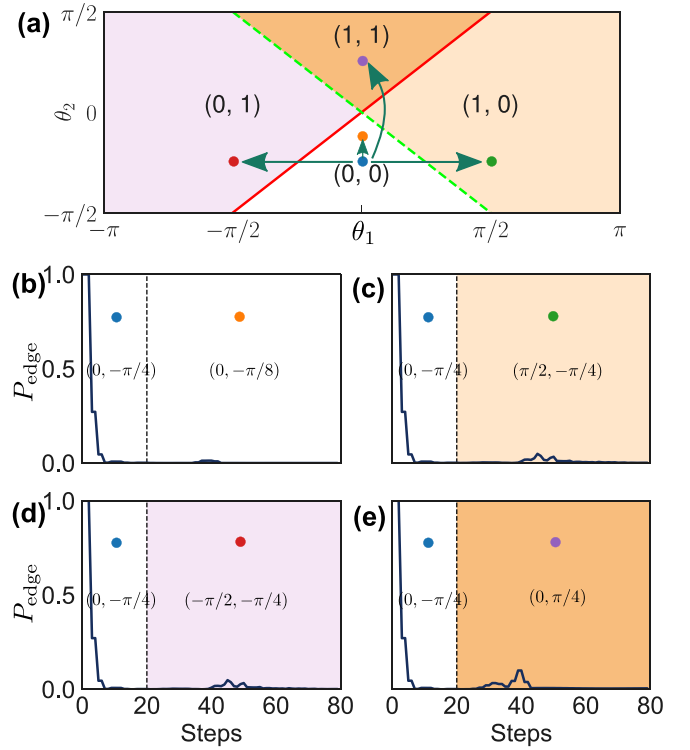 (a)
π/2
(1, 1)
(0, 1)
(1, 0)
θ₂
0
(0, 0)
−π/2
−π
−π/2
θ₁
π/2
π
(b)
1.0
(c)
P_edge
0.5
(0, −π/4)
(0, −π/8)
(0, −π/4)
(π/2, −π/4)
0.0
(d)
1.0
(e)
P_edge
0.5
(0, −π/4)
(−π/2, −π/4)
(0, −π/4)
(0, π/4)
0.0
0
20
40
60
80
0
20
40
60
80
Steps
Steps